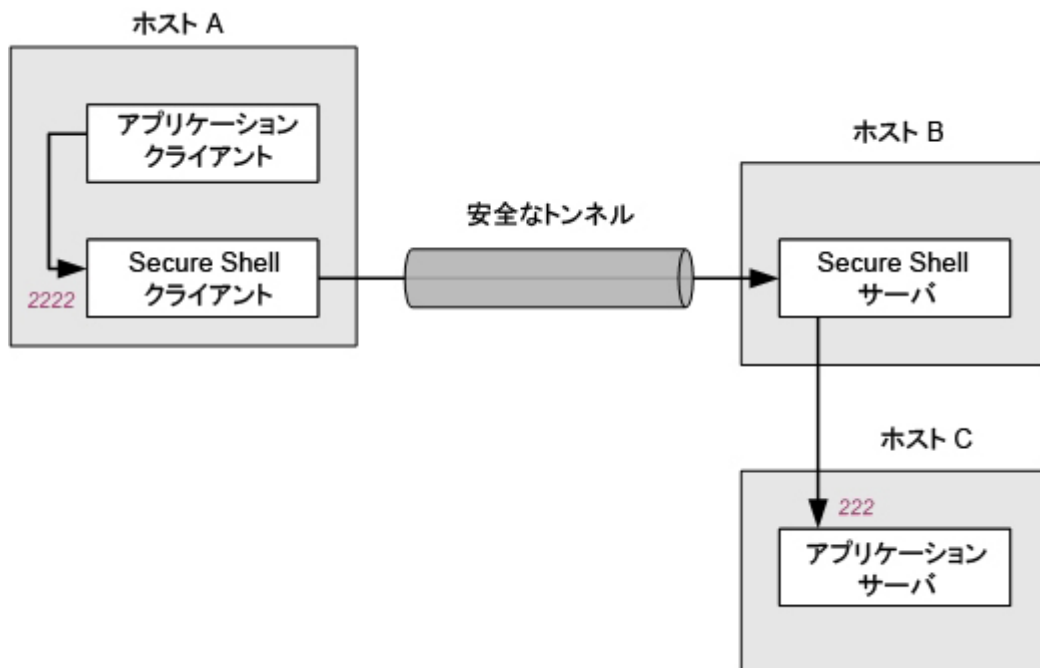 ホスト A
アプリケーション
クライアント
Secure Shell
クライアント
2222
安全なトンネル
ホスト B
Secure Shell
サーバ
ホスト C
222
アプリケーション
サーバ